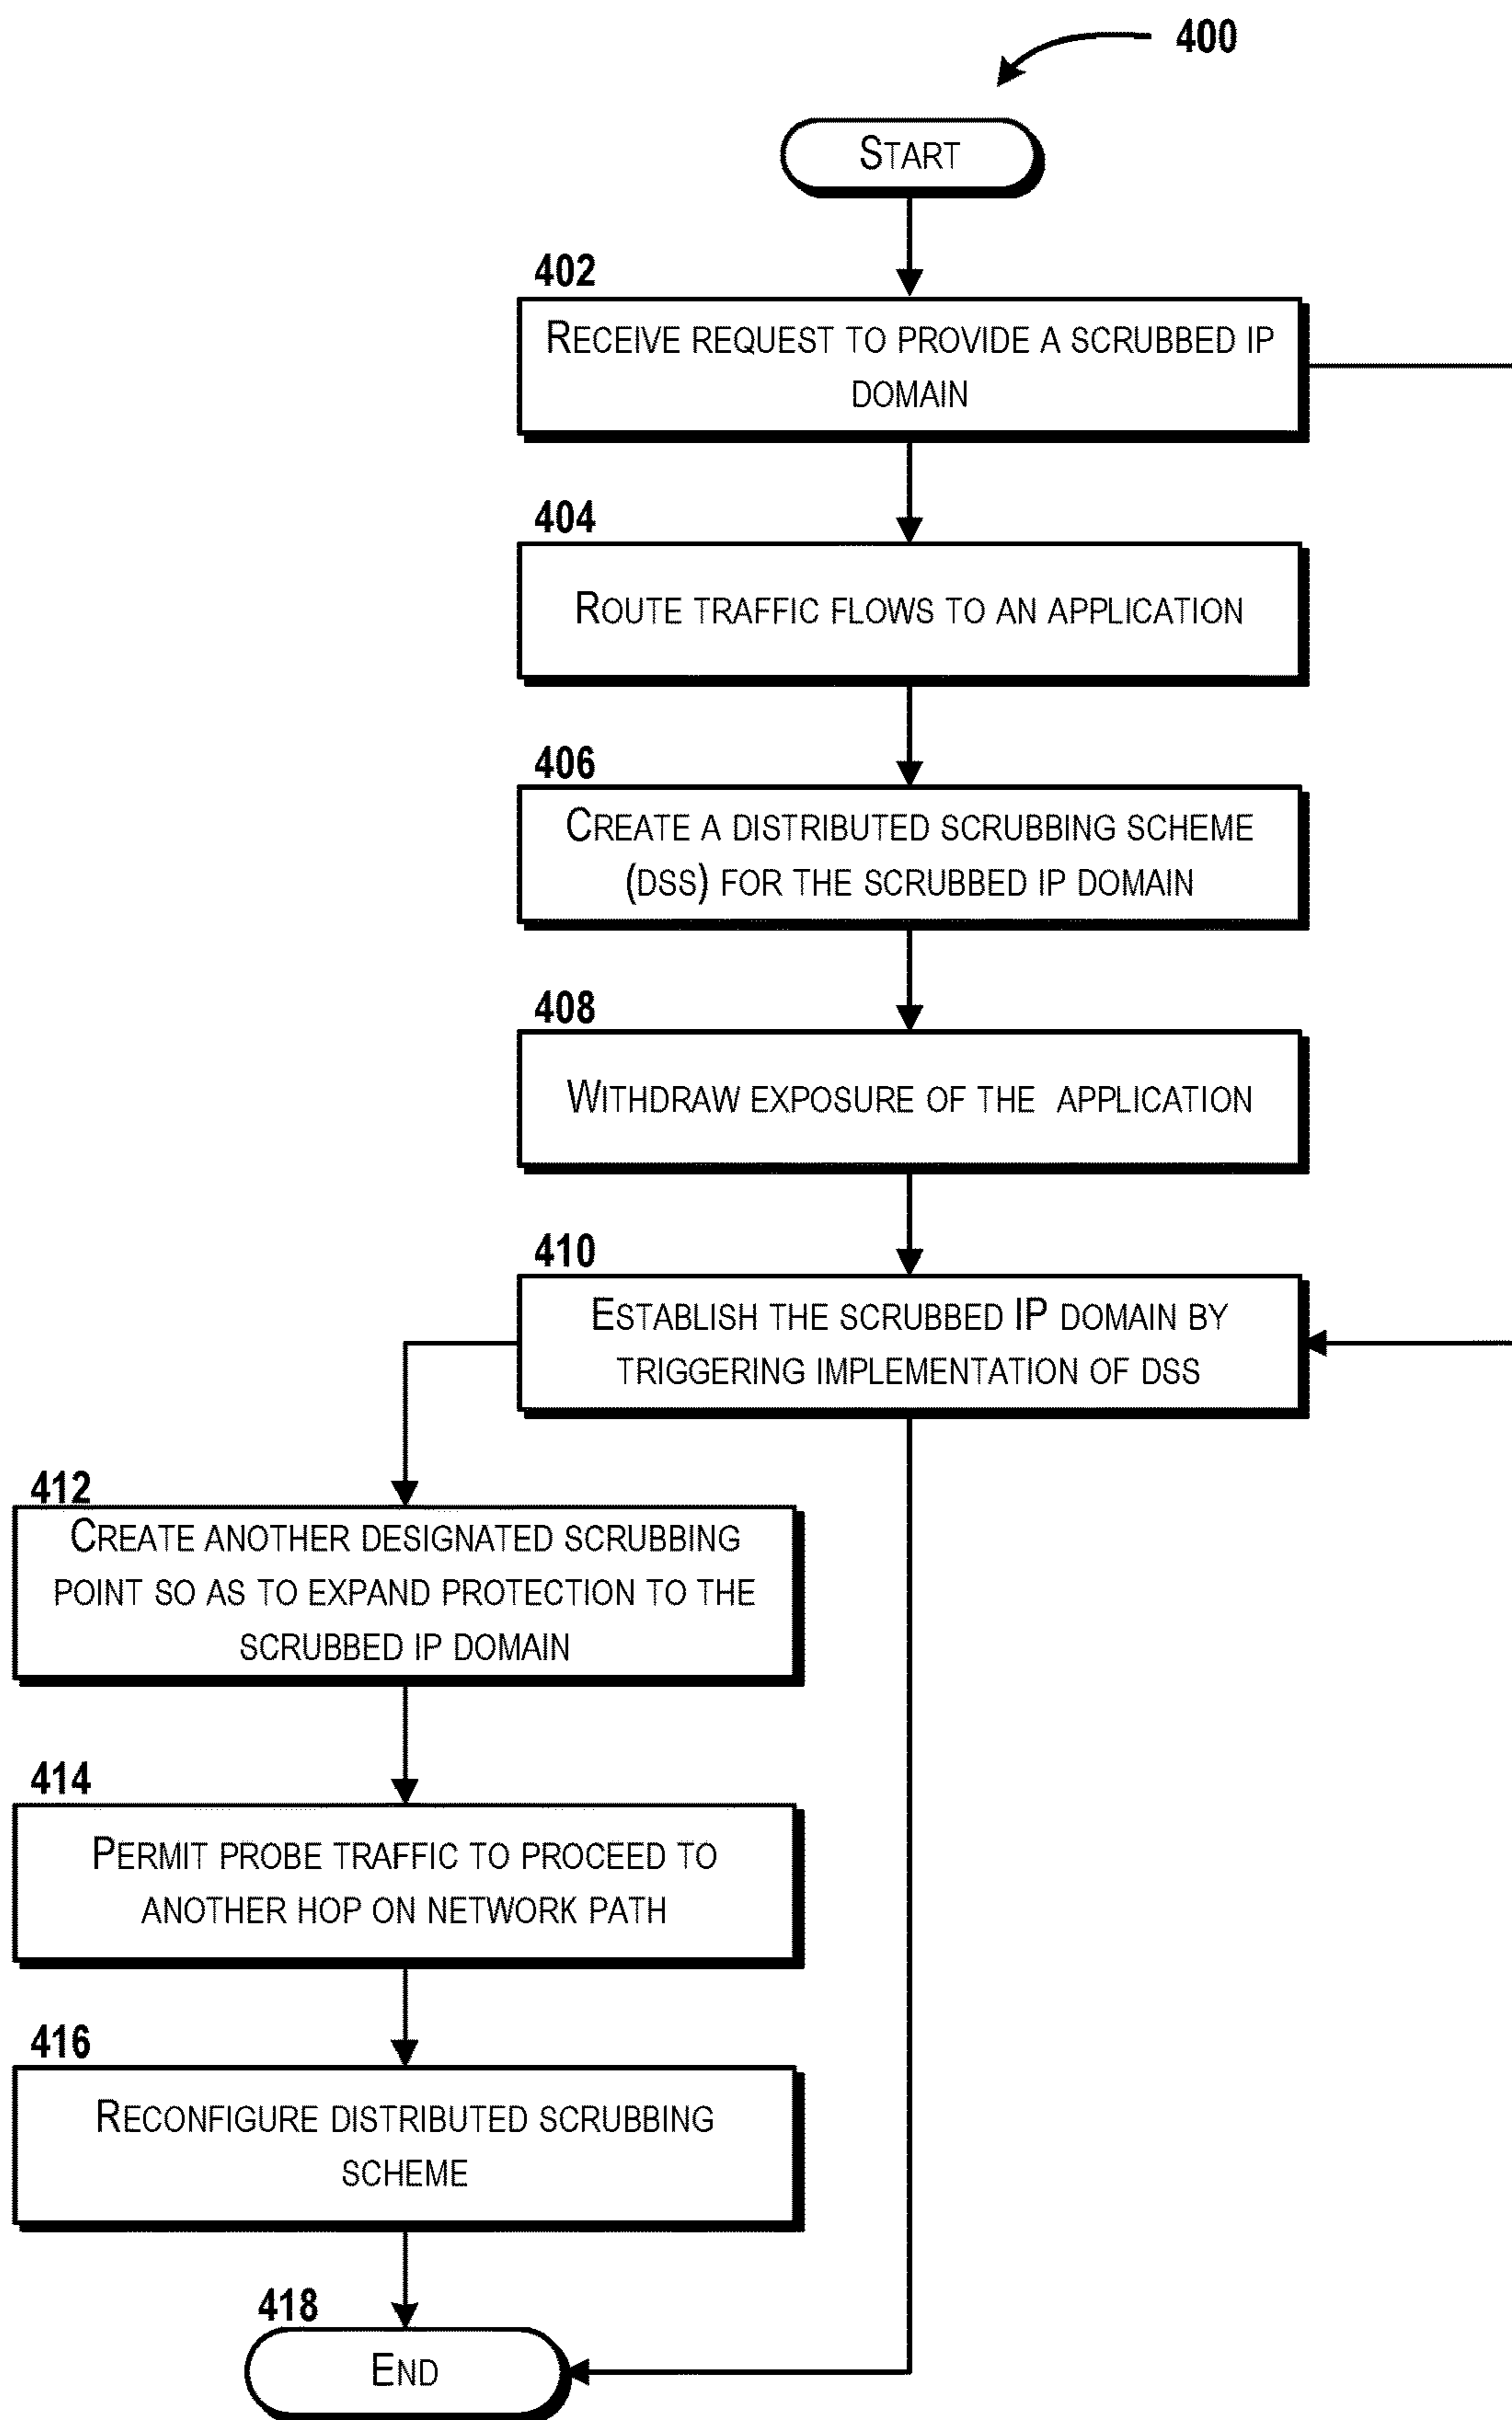 400
START
402
RECEIVE REQUEST TO PROVIDE A SCRUBBED IP
DOMAIN
404
ROUTE TRAFFIC FLOWS TO AN APPLICATION
406
CREATE A DISTRIBUTED SCRUBBING SCHEME
(DSS) FOR THE SCRUBBED IP DOMAIN
408
WITHDRAW EXPOSURE OF THE APPLICATION
410
ESTABLISH THE SCRUBBED IP DOMAIN BY
TRIGGERING IMPLEMENTATION OF DSS
412
CREATE ANOTHER DESIGNATED SCRUBBING
POINT SO AS TO EXPAND PROTECTION TO THE
SCRUBBED IP DOMAIN
414
PERMIT PROBE TRAFFIC TO PROCEED TO
ANOTHER HOP ON NETWORK PATH
416
RECONFIGURE DISTRIBUTED SCRUBBING
SCHEME
418
END